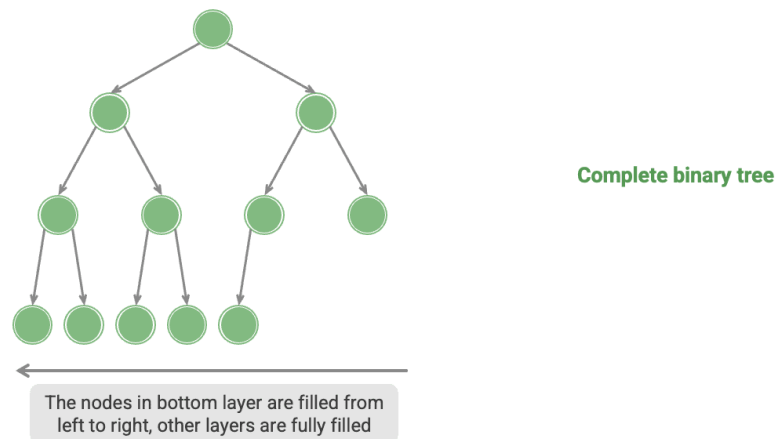 Complete binary tree
The nodes in bottom layer are filled from
left to right, other layers are fully filled